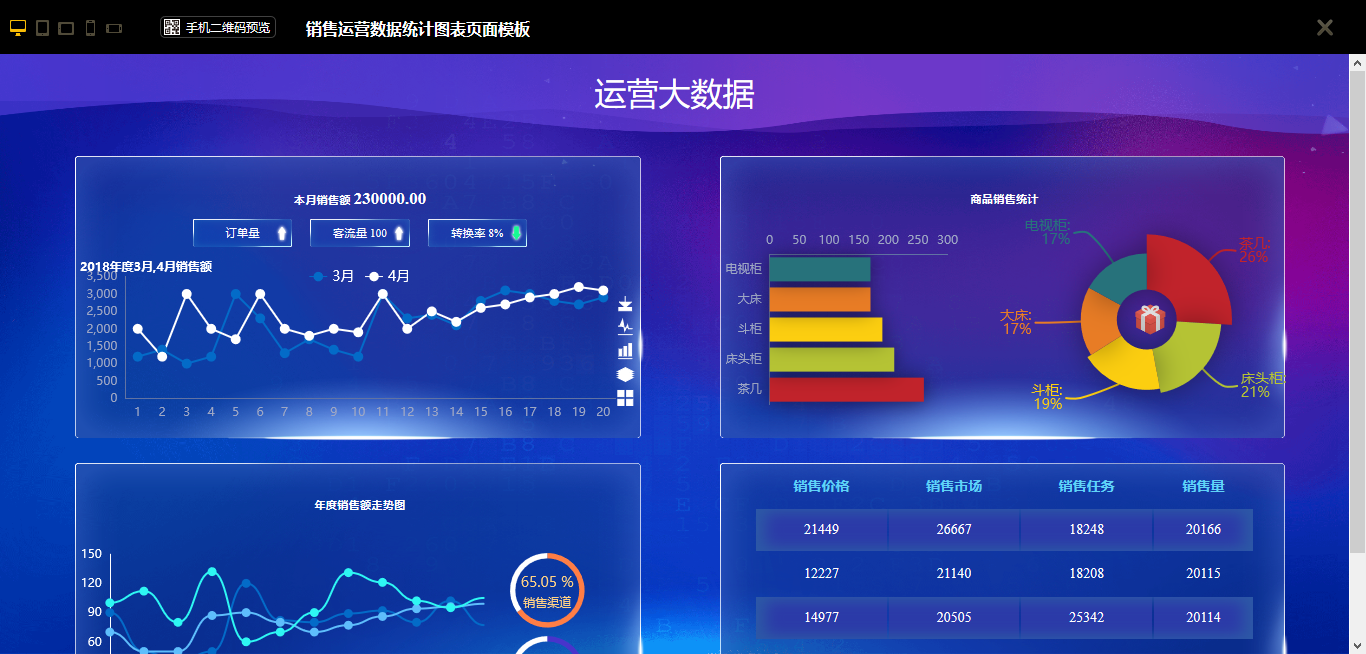 手机二维码预览 销售运营数据统计图表页面模板
运营大数据
本月销售额 230000.00
订单量 客流量 100 转换率 8%
2018年度3月,4月销售额
3月 4月
3,500
3,000
2,500
2,000
1,500
1,000
500
0
1 2 3 4 5 6 7 8 9 10 11 12 13 14 15 16 17 18 19 20
商品销售统计
0 50 100 150 200 250 300
电视柜
大床
斗柜
床头柜
茶几
电视柜:
17%
茶几:
26%
大床:
17%
床头柜:
21%
斗柜:
19%
年度销售额走势图
150
120
90
60
65.05 %
销售渠道
销售价格 销售市场 销售任务 销售量
21449 26667 18248 20166
12227 21140 18208 20115
14977 20505 25342 20114